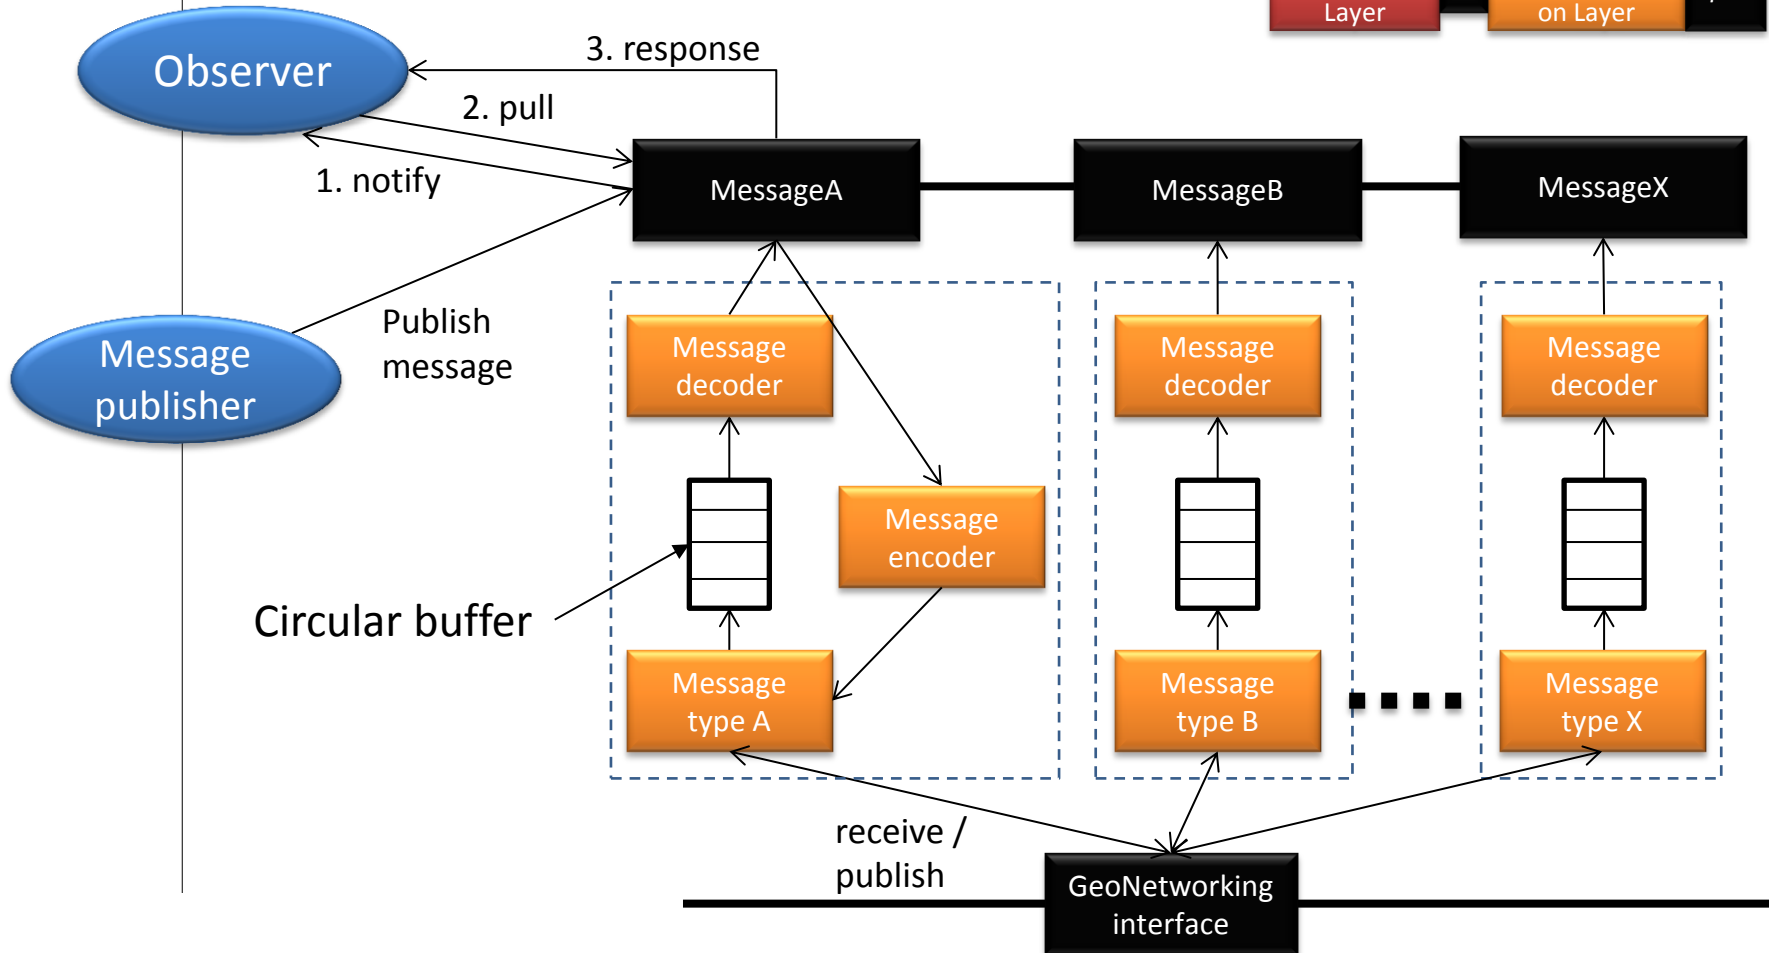 Layer
on Layer
Observer
3. response
2. pull
1. notify
MessageA
MessageB
MessageX
Message
publisher
Publish
message
Message
decoder
Message
decoder
Message
decoder
Message
encoder
Circular buffer
Message
type A
Message
type B
Message
type X
receive /
publish
GeoNetworking
interface